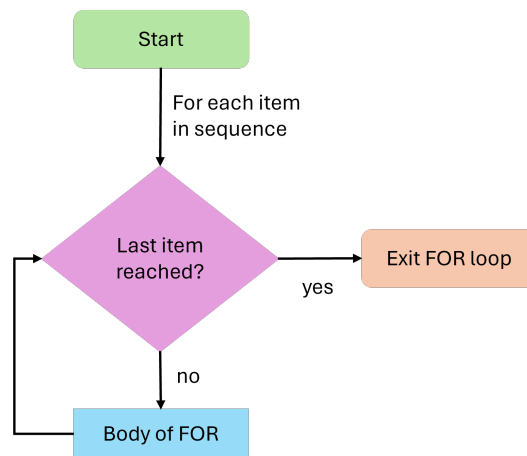 Start
For each item
in sequence
Last item
reached?
Exit FOR loop
yes
no
Body of FOR